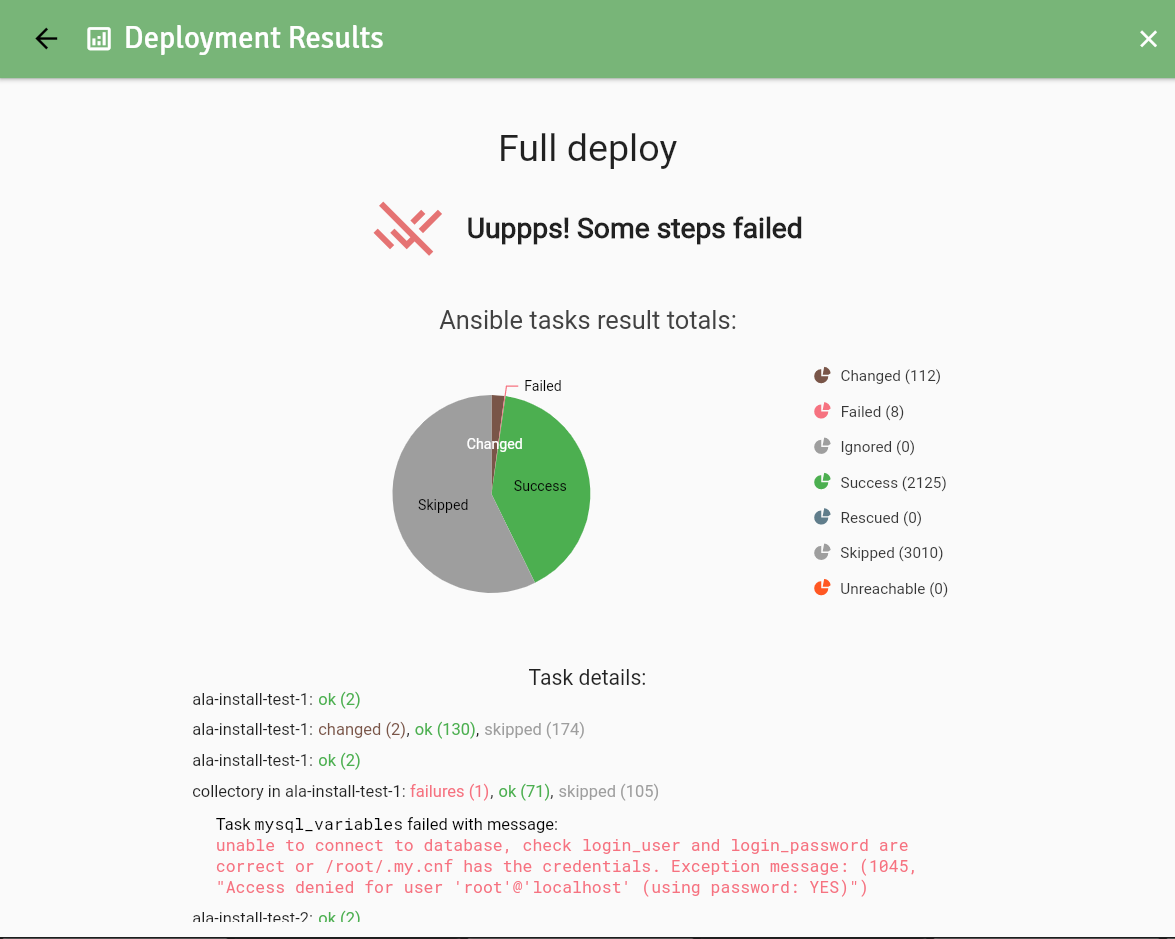 Deployment Results
Full deploy
Uuppps! Some steps failed
Ansible tasks result totals:
Failed
Changed
Success
Skipped
Changed (112)
Failed (8)
Ignored (0)
Success (2125)
Rescued (0)
Skipped (3010)
Unreachable (0)
Task details:
ala-install-test-1: ok (2)
ala-install-test-1: changed (2), ok (130), skipped (174)
ala-install-test-1: ok (2)
collectory in ala-install-test-1: failures (1), ok (71), skipped (105)
Task mysql_variables failed with message:
unable to connect to database, check login_user and login_password are
correct or /root/.my.cnf has the credentials. Exception message: (1045,
"Access denied for user 'root'@'localhost' (using password: YES)")
ala-install-test-2: ok (2)